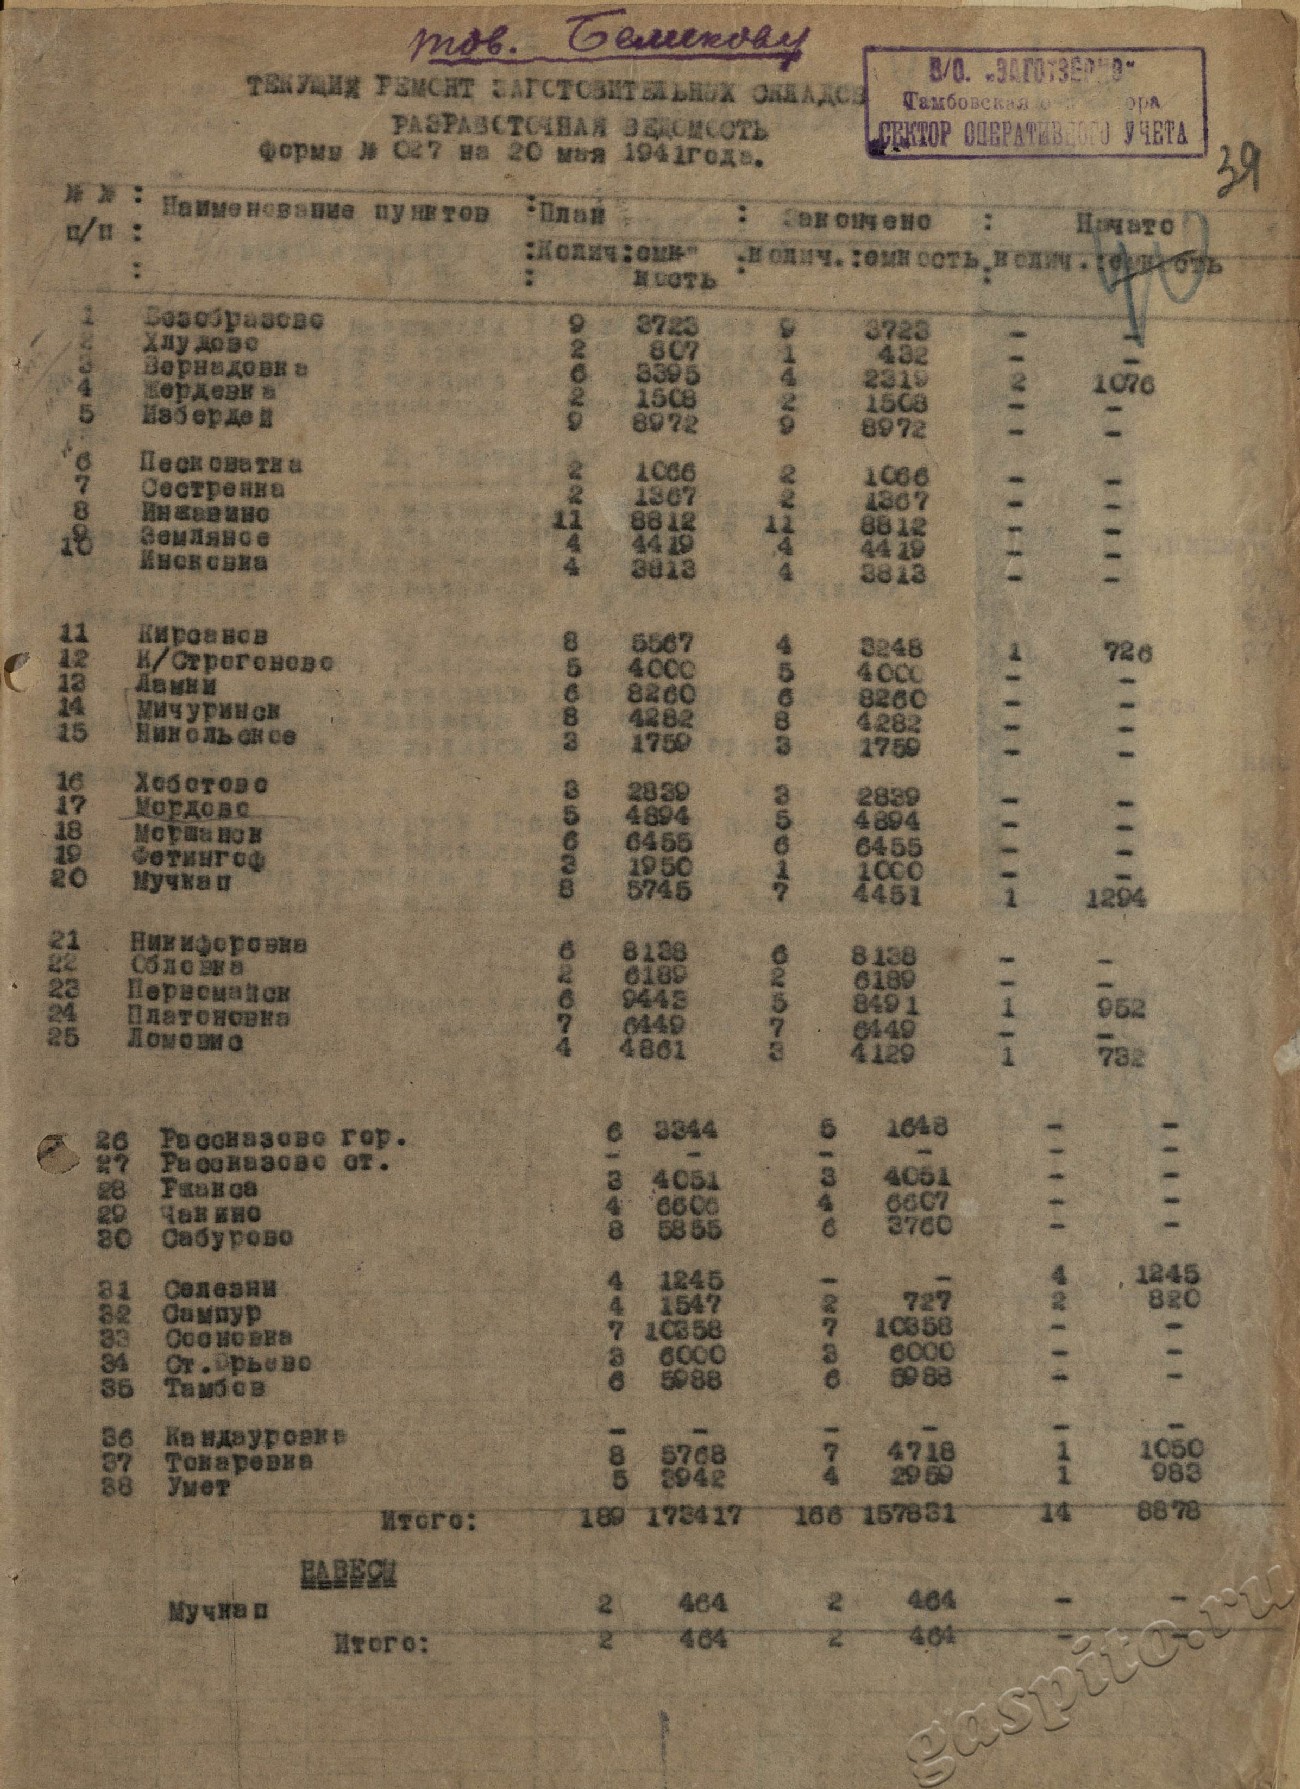 тов. Беликову
ТЕКУЩИЙ РЕМОНТ ЗАГОТОВИТЕЛЬНЫХ СКЛАДОВ
В/О. „ЗАГОТЗЕРНО“
Тамбовская контора
СЕКТОР ОПЕРАТИВНОГО УЧЕТА
РАЗРАБОТОЧНАЯ ВЕДОМОСТЬ
формы № 027 на 20 мая 1941года.
39
40
№ № : Наименование пунктов :План : Закончено : Начато
п/п : :Колич:емк- .колич.:емкость колич.:емкость
: : ность : :
1 Безобразово 9 3723 9 3723 - -
2 Хлудово 2 807 1 432 - -
3 Вернадовка 6 3395 4 2319 2 1076
4 Жердевка 2 1508 2 1508 - -
5 Избердей 9 8972 9 8972 - -
6 Песковатка 2 1066 2 1066 - -
7 Сестренка 2 1367 2 1367 - -
8 Инжавино 11 8812 11 8812 - -
9 Земляное 4 4419 4 4419 - -
10 Иноковка 4 3813 4 3813 - -
11 Кирсанов 8 5567 4 3248 1 726
12 К/Строгоново 5 4000 5 4000 - -
13 Ламки 6 8260 6 8260 - -
14 Мичуринск 8 4282 8 4282 - -
15 Никольское 3 1759 3 1759 - -
16 Хоботово 3 2839 3 2839 - -
17 Мордово 5 4894 5 4894 - -
18 Моршанск 6 6455 6 6455 - -
19 Фетингоф 3 1950 1 1000 - -
20 Мучкап 8 5745 7 4451 1 1294
21 Никифоровка 6 8138 6 8138 - -
22 Обловка 2 6189 2 6189 - -
23 Первомайск 6 9443 5 8491 1 952
24 Платоновка 7 6449 7 6449 - -
25 Ломовис 4 4861 3 4129 1 732
26 Рассказово гор. 6 3344 5 1648 - -
27 Рассказово ст. - - - - - -
28 Ржакса 3 4051 3 4051 - -
29 Чакино 4 6606 4 6607 - -
30 Сабурово 8 5855 6 3760 - -
31 Селезни 4 1245 - - 4 1245
32 Сампур 4 1547 2 727 2 820
33 Сосновка 7 10358 7 10358 - -
34 Ст.Юрьево 3 6000 3 6000 - -
35 Тамбов 6 5988 6 5988 - -
36 Кандауровка - - - - - -
37 Токаревка 8 5768 7 4718 1 1050
38 Умет 5 3942 4 2959 1 983
Итого: 189 173417 166 157831 14 8878
НАВЕСЫ
Мучкап 2 464 2 464 - -
Итого: 2 464 2 464 - -
gaspito.ru